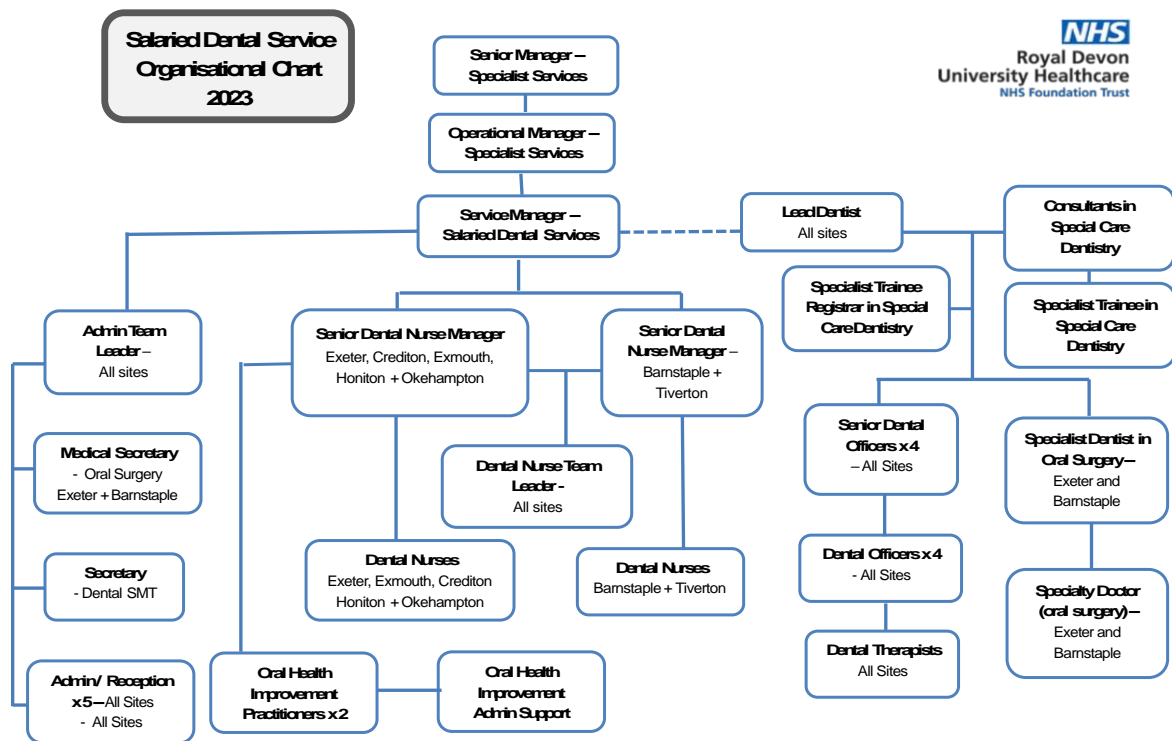 Salaried Dental Service
Organisational Chart
2023
NHS
Royal Devon
University Healthcare
NHS Foundation Trust
Senior Manager –
Specialist Services
Operational Manager –
Specialist Services
Service Manager –
Salaried Dental Services
Lead Dentist
All sites
Consultants in
Special Care
Dentistry
Specialist Trainee
Registrar in Special
Care Dentistry
Specialist Trainee in
Special Care
Dentistry
Admin Team
Leader –
All sites
Senior Dental Nurse Manager
Exeter, Crediton, Exmouth,
Honiton + Okehampton
Senior Dental
Nurse Manager –
Barnstaple +
Tiverton
Senior Dental
Officers x 4
– All Sites
Specialist Dentist in
Oral Surgery –
Exeter and
Barnstaple
Medical Secretary
- Oral Surgery
Exeter + Barnstaple
Dental Nurse Team
Leader -
All sites
Secretary
- Dental SMT
Dental Nurses
Exeter, Exmouth, Crediton
Honiton + Okehampton
Dental Nurses
Barnstaple + Tiverton
Dental Officers x 4
- All Sites
Specialty Doctor
(oral surgery) –
Exeter and
Barnstaple
Dental Therapists
All Sites
Admin/ Reception
x5 – All Sites
- All Sites
Oral Health
Improvement
Practitioners x 2
Oral Health
Improvement
Admin Support